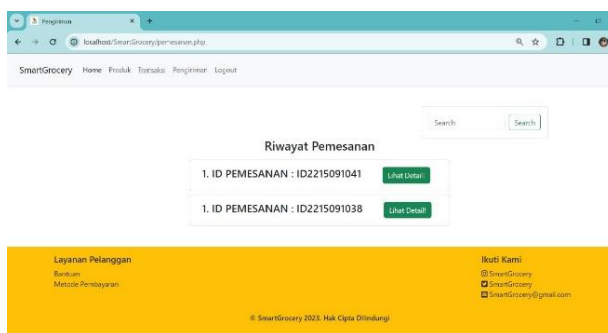 Pengiriman
localhost/SmartGrocery/pemesanan.php
SmartGrocery Home Produk Transaksi Pengiriman Logout
Search Search
Riwayat Pemesanan
1. ID PEMESANAN : ID2215091041 Lihat Detail!
1. ID PEMESANAN : ID2215091038 Lihat Detail!
Layanan Pelanggan
Bantuan
Metode Pembayaran
Ikuti Kami
SmartGrocery
SmartGrocery
SmartGrocery@gmail.com
© SmartGrocery 2023. Hak Cipta Dilindungi